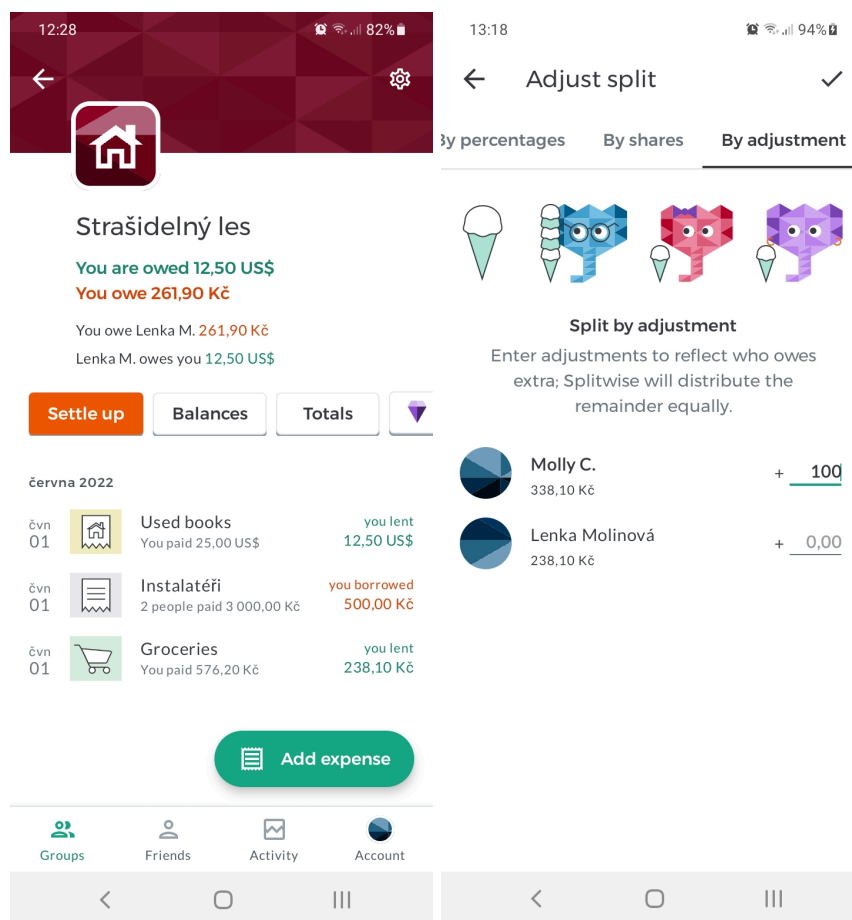 12:28
82%
Strašidelný les
You are owed 12,50 US$
You owe 261,90 Kč
You owe Lenka M. 261,90 Kč
Lenka M. owes you 12,50 US$
Settle up
Balances
Totals
června 2022
čvn
01
Used books
You paid 25,00 US$
you lent
12,50 US$
čvn
01
Instalatéři
2 people paid 3 000,00 Kč
you borrowed
500,00 Kč
čvn
01
Groceries
You paid 576,20 Kč
you lent
238,10 Kč
Add expense
Groups
Friends
Activity
Account
13:18
94%
Adjust split
By percentages
By shares
By adjustment
Split by adjustment
Enter adjustments to reflect who owes
extra; Splitwise will distribute the
remainder equally.
Molly C.
338,10 Kč
+ 100
Lenka Molinová
238,10 Kč
+ 0,00